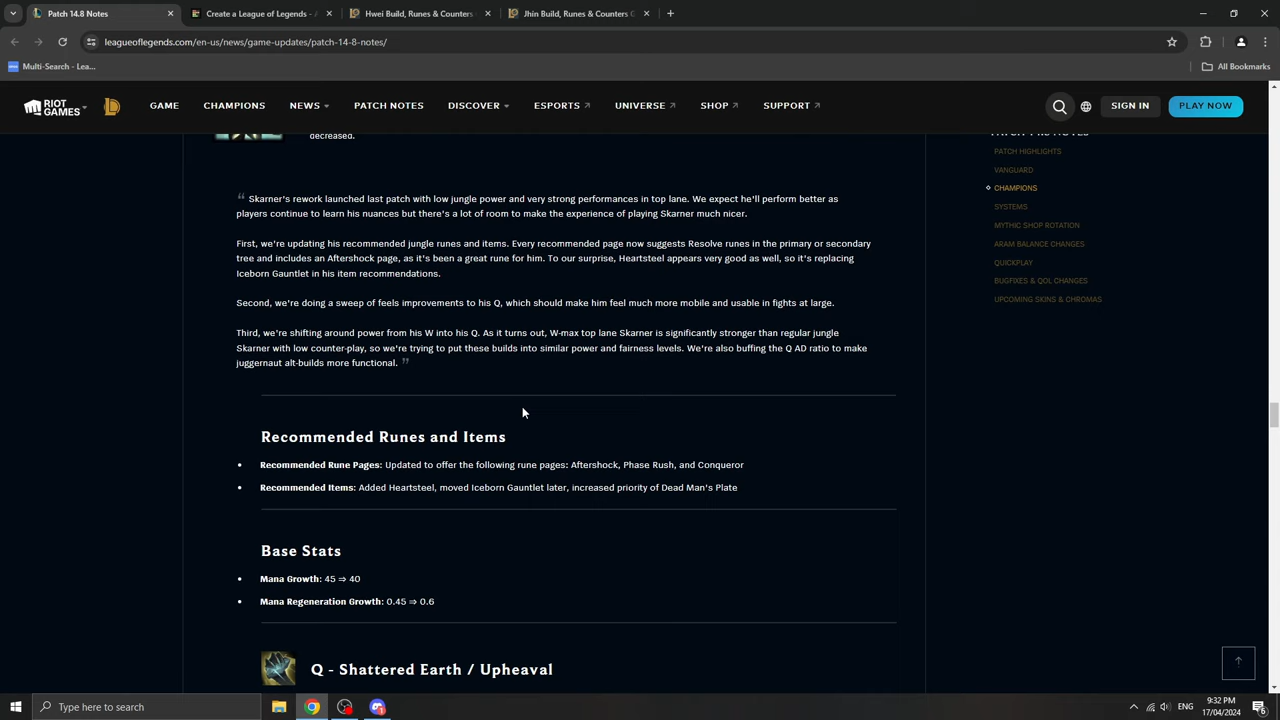 Patch 14.8 Notes
Create a League of Legends - A
Hwei Build, Runes & Counters
Jhin Build, Runes & Counters
leagueoflegends.com/en-us/news/game-updates/patch-14-8-notes/
Multi-Search - Lea...
All Bookmarks
RIOT GAMES
GAME
CHAMPIONS
NEWS
PATCH NOTES
DISCOVER
ESPORTS
UNIVERSE
SHOP
SUPPORT
SIGN IN
PLAY NOW
decreased.
PATCH HIGHLIGHTS
VANGUARD
CHAMPIONS
SYSTEMS
MYTHIC SHOP ROTATION
ARAM BALANCE CHANGES
QUICKPLAY
BUGFIXES & QOL CHANGES
UPCOMING SKINS & CHROMAS
“ Skarner's rework launched last patch with low jungle power and very strong performances in top lane. We expect he'll perform better as
players continue to learn his nuances but there's a lot of room to make the experience of playing Skarner much nicer.
First, we're updating his recommended jungle runes and items. Every recommended page now suggests Resolve runes in the primary or secondary
tree and includes an Aftershock page, as it's been a great rune for him. To our surprise, Heartsteel appears very good as well, so it's replacing
Iceborn Gauntlet in his item recommendations.
Second, we're doing a sweep of feels improvements to his Q, which should make him feel much more mobile and usable in fights at large.
Third, we're shifting around power from his W into his Q. As it turns out, W-max top lane Skarner is significantly stronger than regular jungle
Skarner with low counter-play, so we're trying to put these builds into similar power and fairness levels. We're also buffing the Q AD ratio to make
juggernaut alt-builds more functional. ”
Recommended Runes and Items
• Recommended Rune Pages: Updated to offer the following rune pages: Aftershock, Phase Rush, and Conqueror
• Recommended Items: Added Heartsteel, moved Iceborn Gauntlet later, increased priority of Dead Man's Plate
Base Stats
• Mana Growth: 45 ⇒ 40
• Mana Regeneration Growth: 0.45 ⇒ 0.6
Q - Shattered Earth / Upheaval
Type here to search
ENG
9:32 PM
17/04/2024